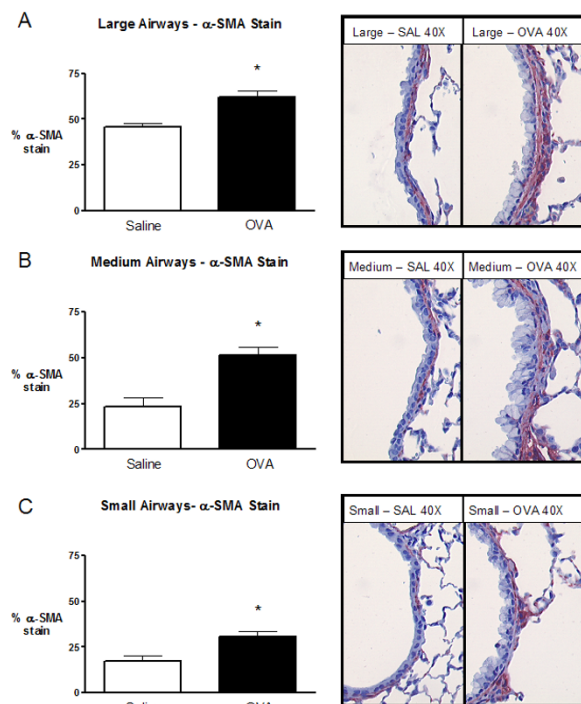 A
Large Airways - α-SMA Stain
75
50
25
0
% α-SMA
stain
*
Saline
OVA
Large – SAL 40X
Large – OVA 40X
B
Medium Airways - α-SMA Stain
75
50
25
0
% α-SMA
stain
*
Saline
OVA
Medium – SAL 40X
Medium – OVA 40X
C
Small Airways- α-SMA Stain
75
50
25
0
% α-SMA
stain
*
Saline
OVA
Small – SAL 40X
Small – OVA 40X